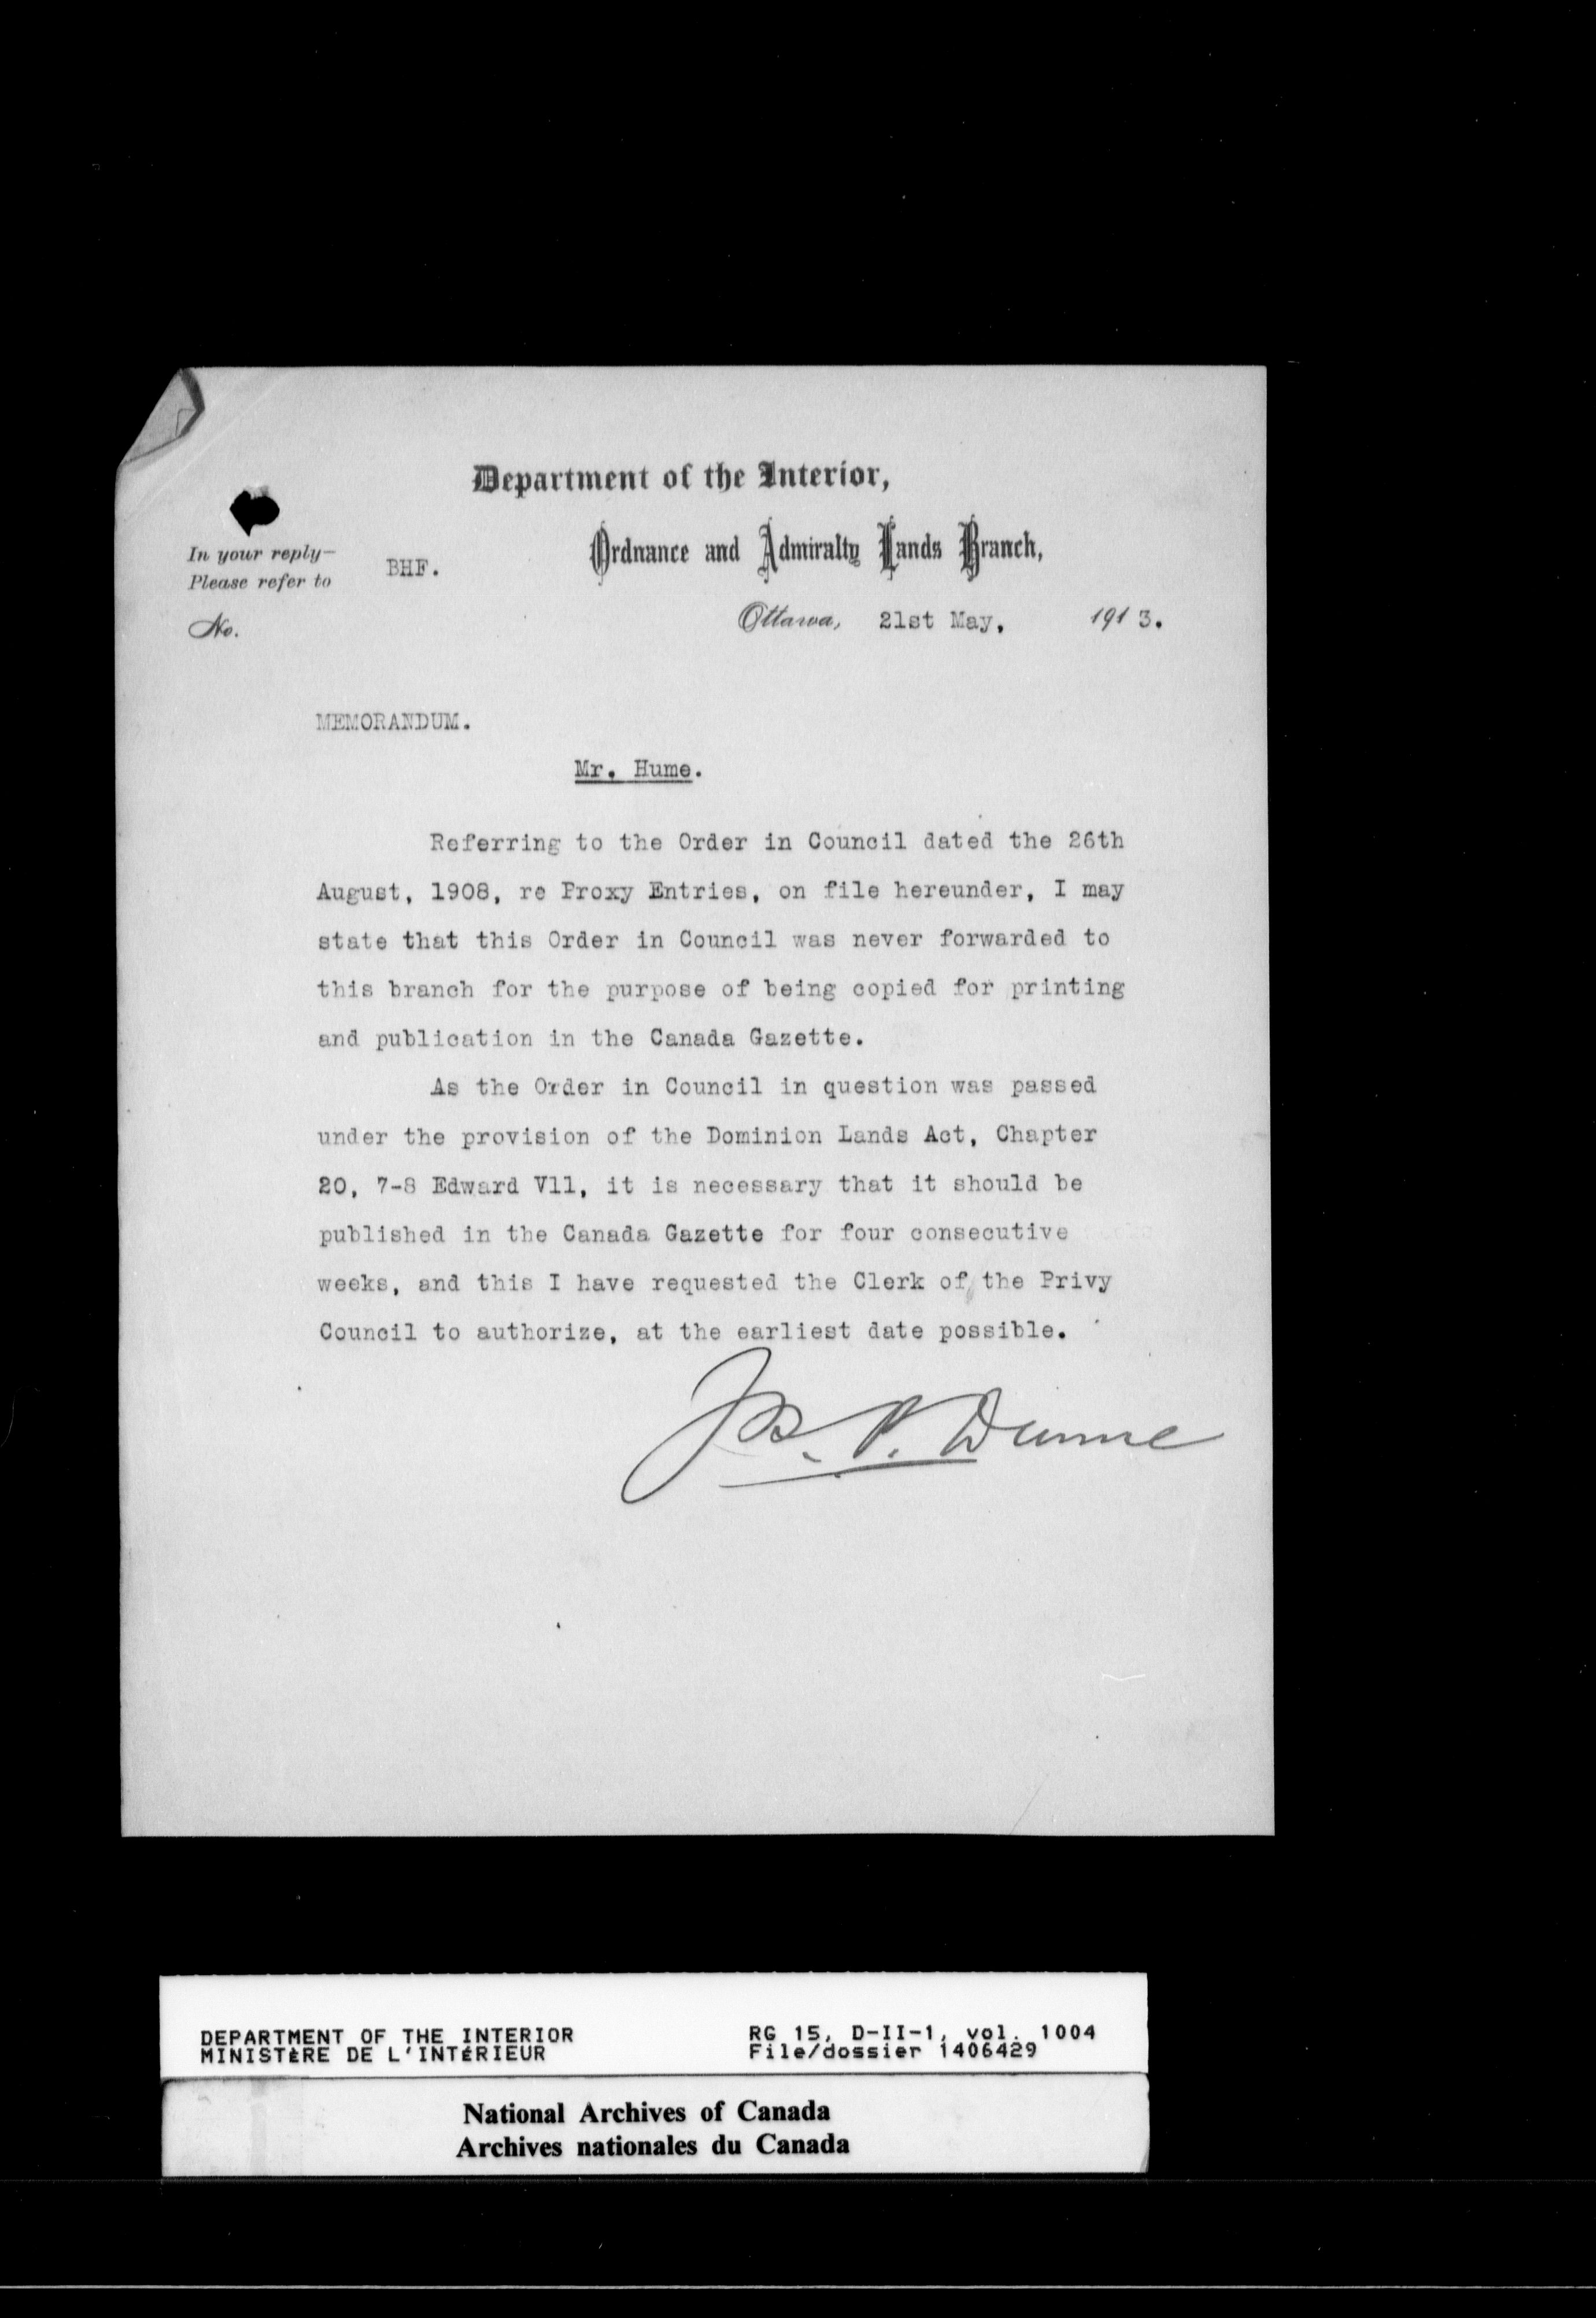 Department of the Interior,
Ordnance and Admiralty Lands Branch,
In your reply—
Please refer to
BHF.
No.
Ottawa, 21st May, 1913.
MEMORANDUM.
Mr. Hume.
Referring to the Order in Council dated the 26th
August, 1908, re Proxy Entries, on file hereunder, I may
state that this Order in Council was never forwarded to
this branch for the purpose of being copied for printing
and publication in the Canada Gazette.
As the Order in Council in question was passed
under the provision of the Dominion Lands Act, Chapter
20, 7-8 Edward V11, it is necessary that it should be
published in the Canada Gazette for four consecutive
weeks, and this I have requested the Clerk of the Privy
Council to authorize, at the earliest date possible.
P. Dunne
DEPARTMENT OF THE INTERIOR
MINISTÈRE DE L'INTÉRIEUR
RG 15, D-II-1, vol. 1004
File/dossier 1406429
National Archives of Canada
Archives nationales du Canada